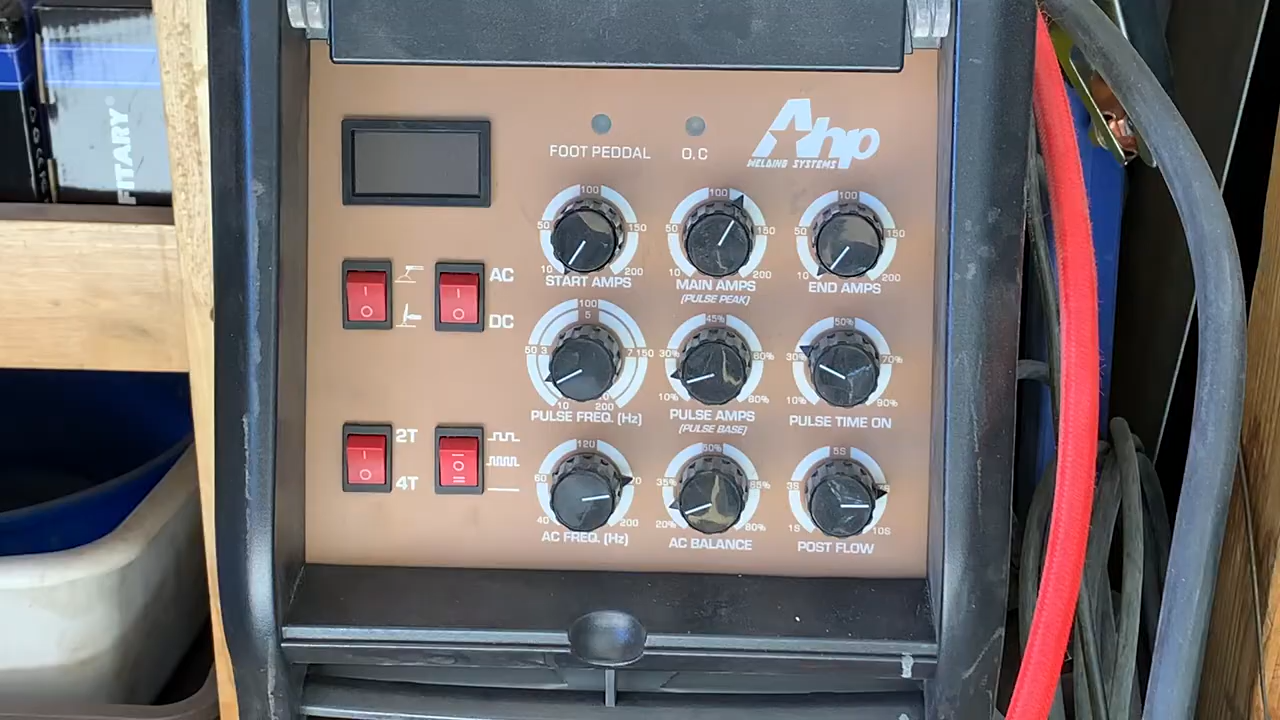 FTTARY®
Ahp
WELDING SYSTEMS
FOOT PEDDAL
O.C
100
50 150
10 200
START AMPS
100
50 150
10 200
MAIN AMPS
(PULSE PEAK)
100
50 150
10 200
END AMPS
AC
DC
100
5
50 3 7 150
10 200
PULSE FREQ. (Hz)
45%
30% 60%
10% 80%
PULSE AMPS
(PULSE BASE)
50%
30% 70%
10% 90%
PULSE TIME ON
2T
4T
120
60
40 200
AC FREQ. (Hz)
50%
35% 65%
20% 80%
AC BALANCE
5S
3S 8S
1S 10S
POST FLOW